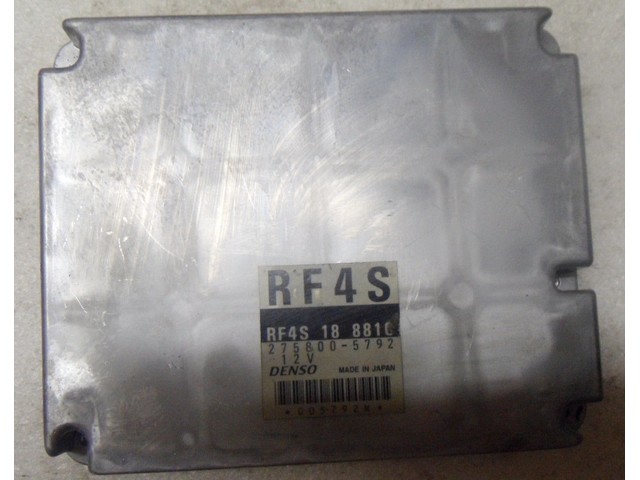 RF4S
RF4S 18 881C
275800-5792
12V
DENSO MADE IN JAPAN